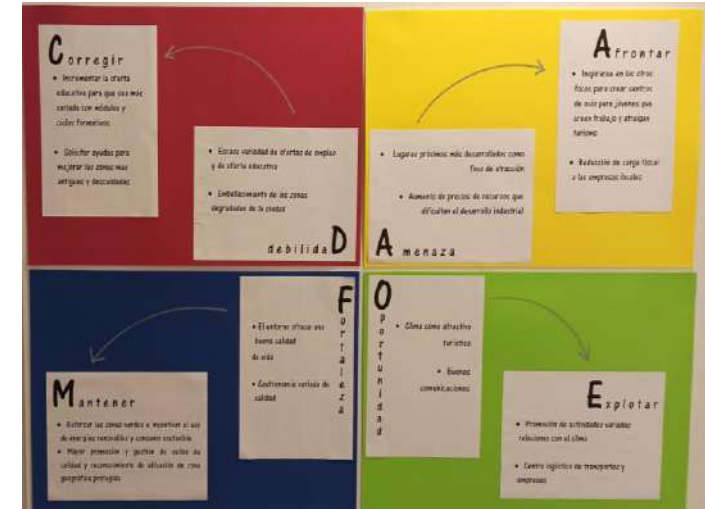 Corregir
• Incrementar la oferta
educativa para que sea más
variada con módulos y
ciclos formativos
• Solicitar ayudas para
mejorar las zonas más
antiguas y descuidadas
• Escasa variedad de ofertas de empleo
y de oferta educativa
• Embellecimiento de las zonas
degradadas de la ciudad
debilidaD
Afrontar
• Inspirarse en los otros
focos para crear centros
de ocio para jóvenes que
creen trabajo y atraigan
turismo
• Reducción de carga fiscal
a las empresas locales
• Lugares próximos más desarrollados como
foco de atracción
• Aumento de precios de recursos que
dificultan el desarrollo industrial
Amenaza
Fortaleza
• El entorno ofrece una
buena calidad
de vida
• Gastronomía variada de
calidad
Mantener
• Reforzar las zonas verdes e incentivar el uso
de energías renovables y consumo sostenible
• Mayor promoción y gestión de sellos de
calidad y reconocimiento de ubicación de zona
geográfica protegida
Oportunidad
• Clima como atractivo
turístico
• Buenas
comunicaciones
Explotar
• Promoción de actividades variadas
relaciones con el clima
• Centro logístico de transportes y
empresas